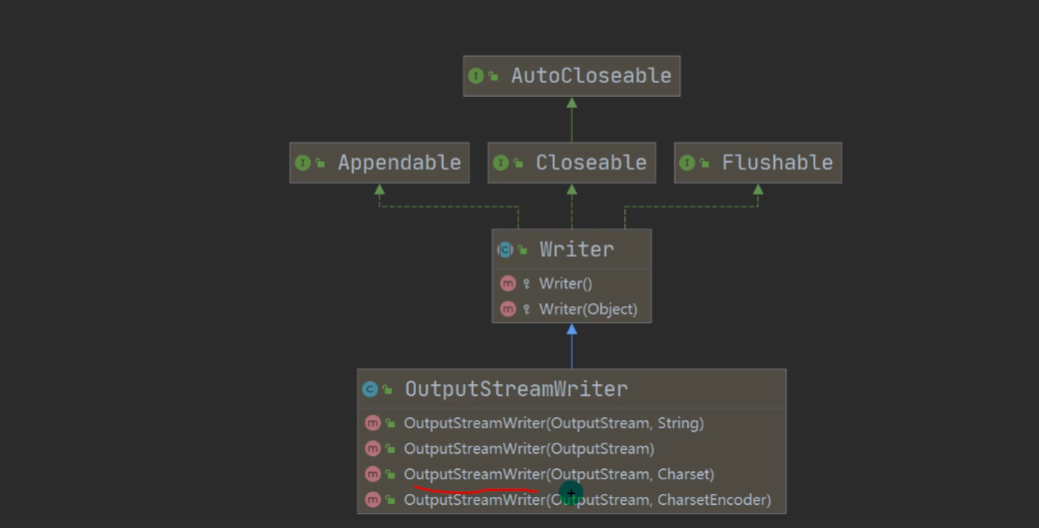 AutoCloseable
Appendable Closeable Flushable
Writer
Writer()
Writer(Object)
OutputStreamWriter
OutputStreamWriter(OutputStream, String)
OutputStreamWriter(OutputStream)
OutputStreamWriter(OutputStream, Charset)
OutputStreamWriter(OutputStream, CharsetEncoder)